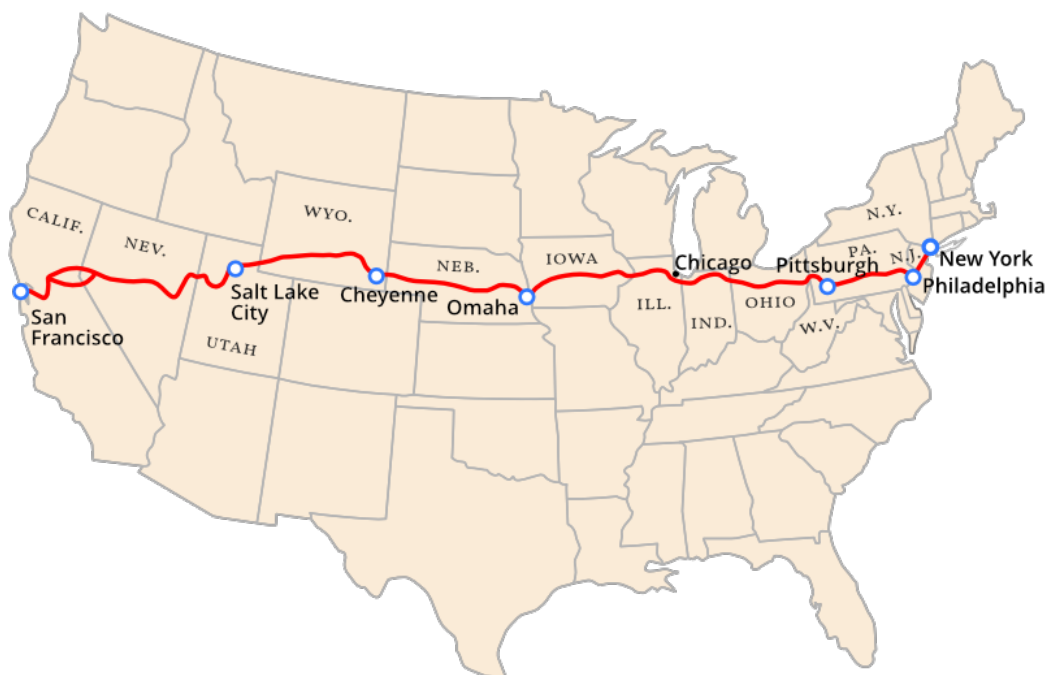 N.Y.
WYO.
CALIF.
NEV.
PA.
N.J.
New York
IOWA
Chicago
Pittsburgh
NEB.
Philadelphia
Salt Lake
City
Cheyenne
Omaha
ILL.
OHIO
San
Francisco
IND.
W.V.
UTAH